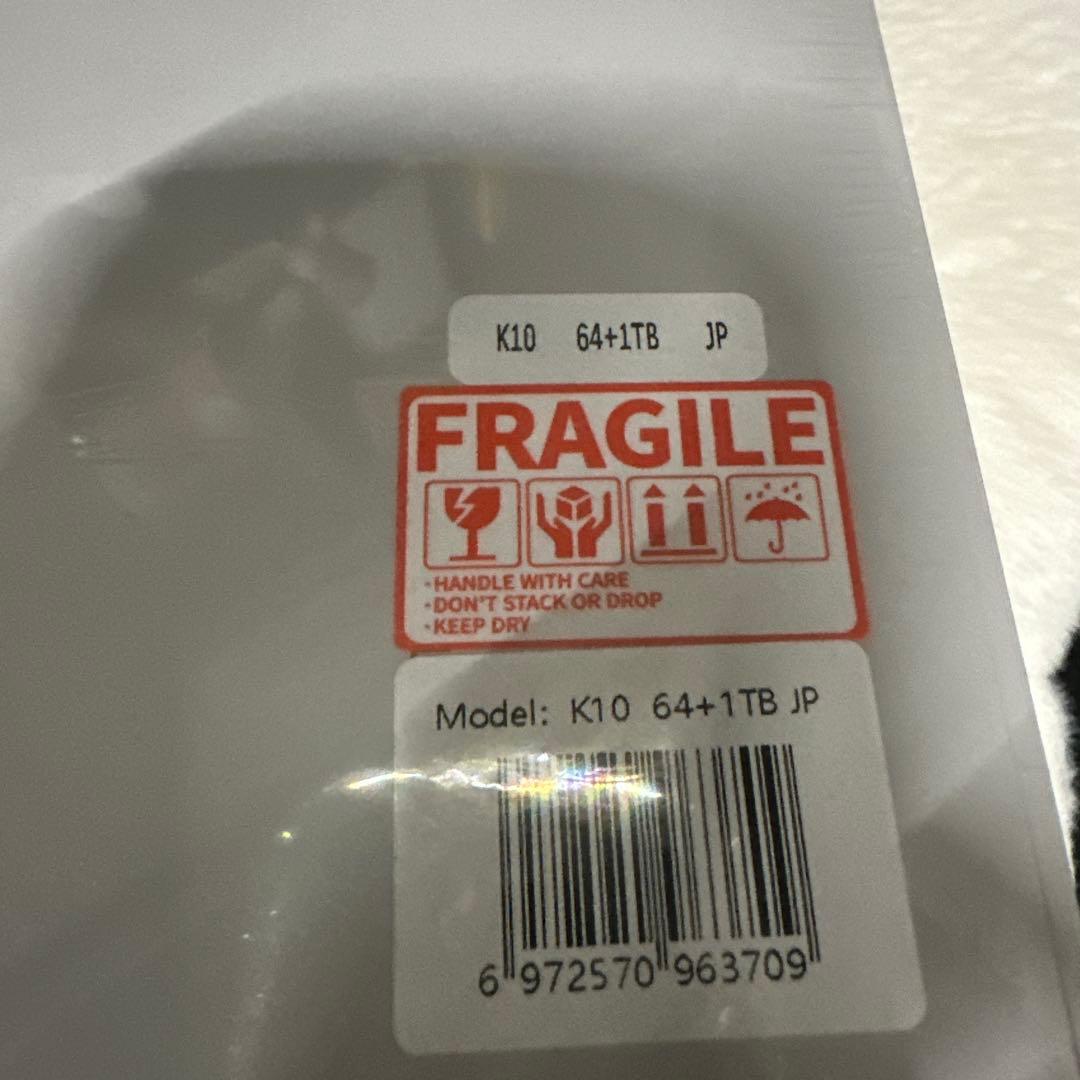 K10 64+1TB JP
FRAGILE
·HANDLE WITH CARE
·DON'T STACK OR DROP
·KEEP DRY
Model: K10 64+1TB JP
6 972570 963709